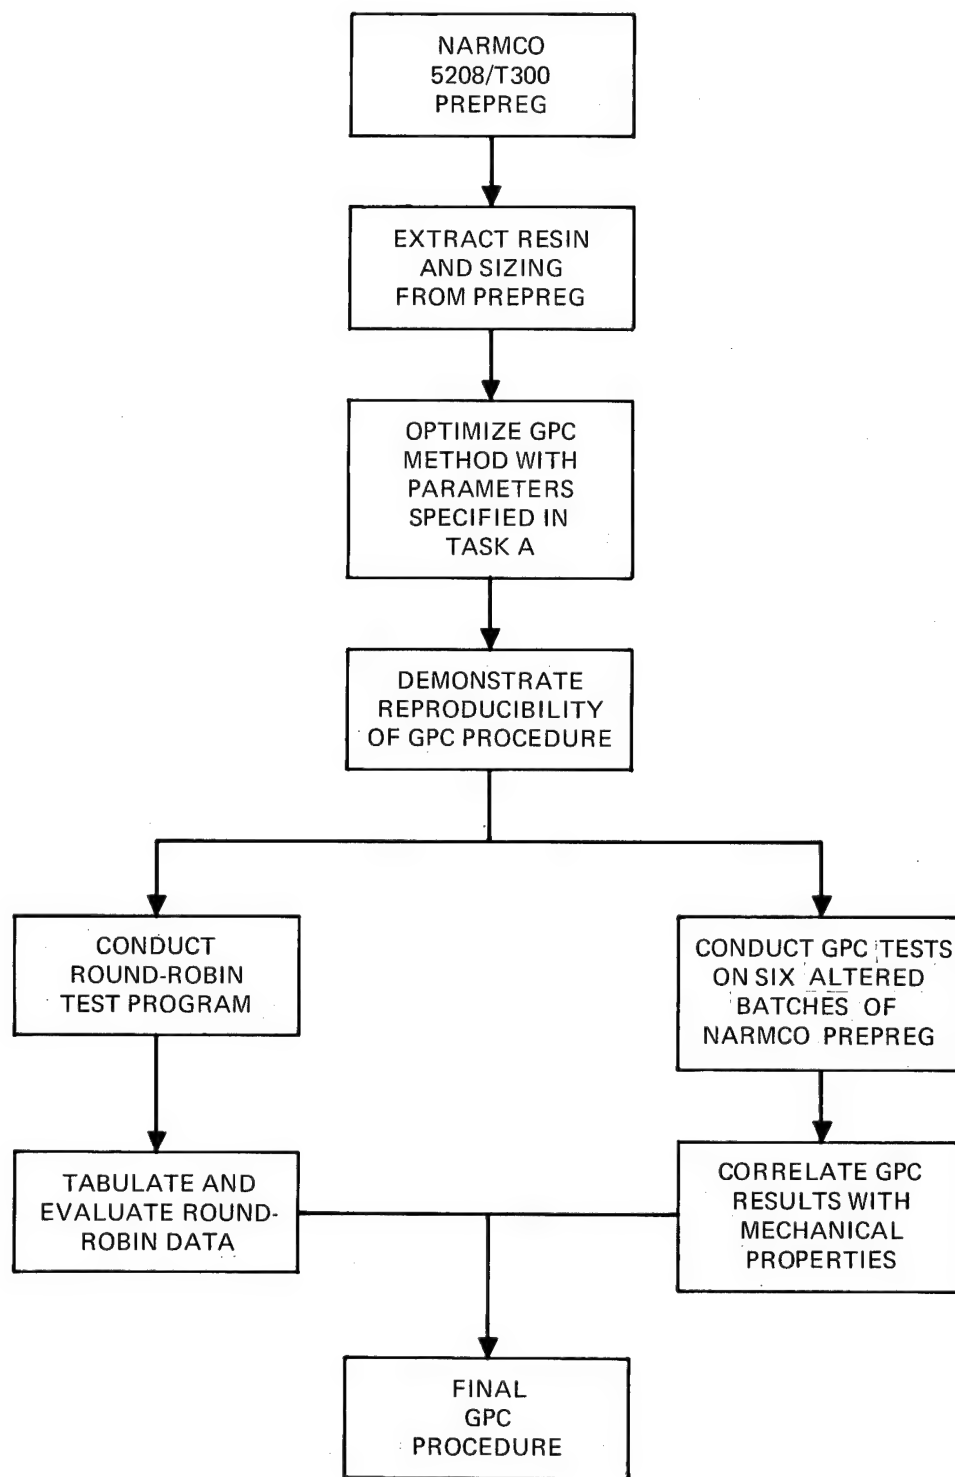 NARMCO
5208/T300
PREPREG
EXTRACT RESIN
AND SIZING
FROM PREPREG
OPTIMIZE GPC
METHOD WITH
PARAMETERS
SPECIFIED IN
TASK A
DEMONSTRATE
REPRODUCIBILITY
OF GPC PROCEDURE
CONDUCT
ROUND-ROBIN
TEST PROGRAM
CONDUCT GPC TESTS
ON SIX ALTERED
BATCHES OF
NARMCO PREPREG
TABULATE AND
EVALUATE ROUND-
ROBIN DATA
CORRELATE GPC
RESULTS WITH
MECHANICAL
PROPERTIES
FINAL
GPC
PROCEDURE